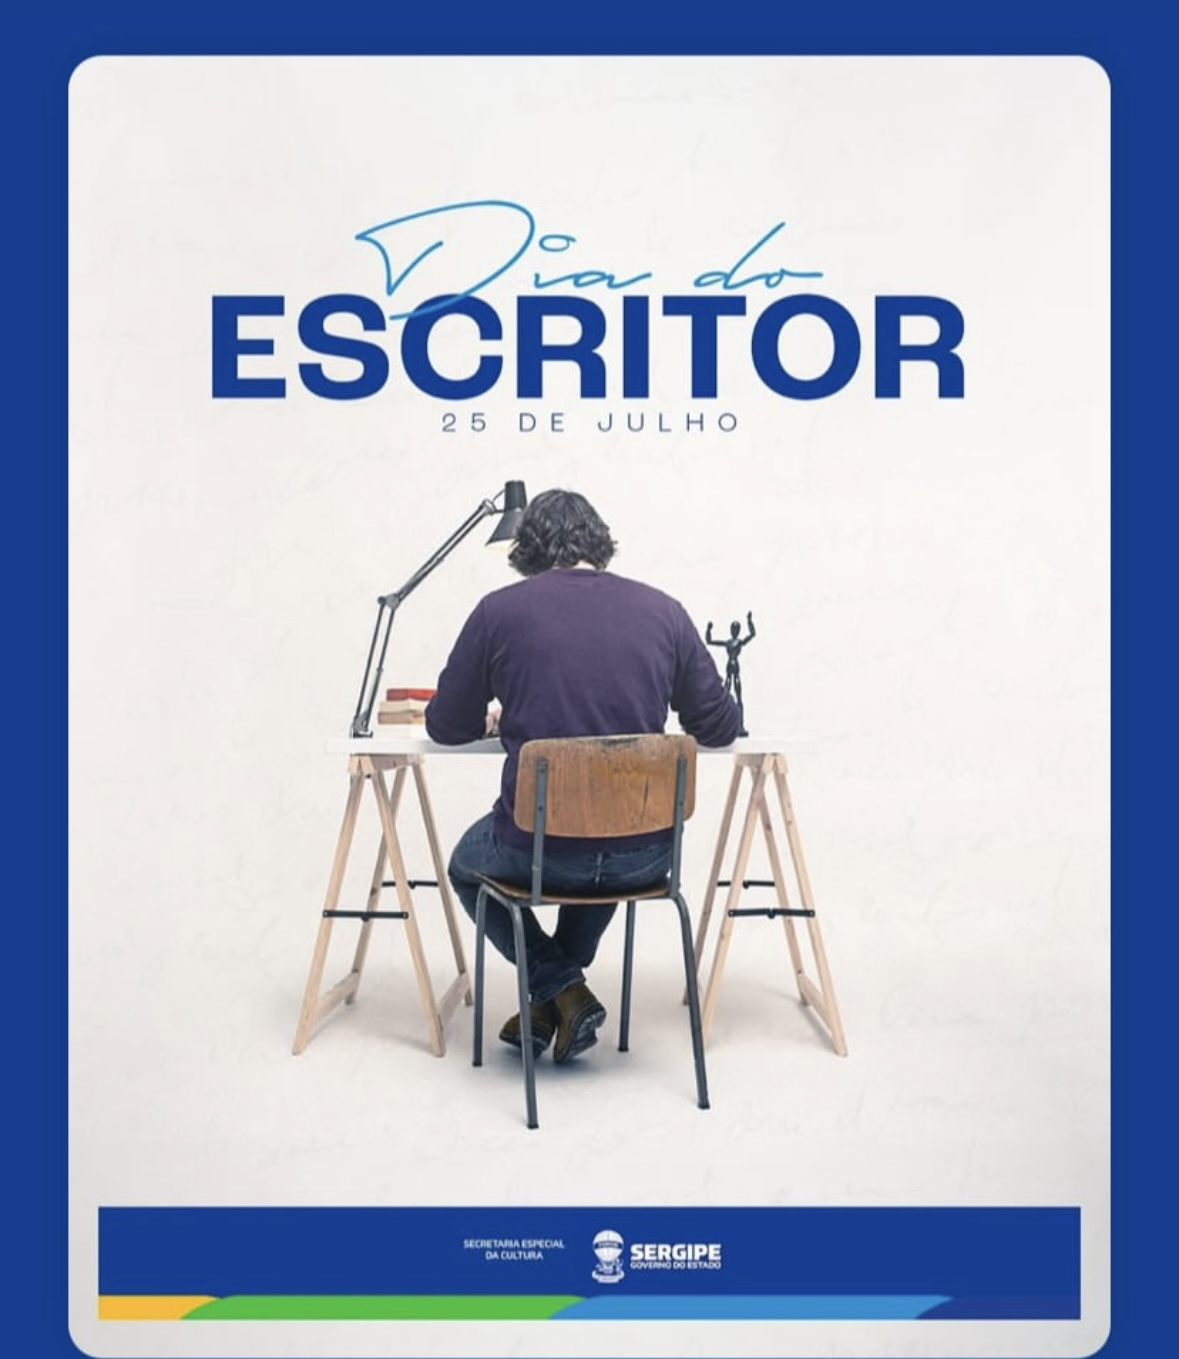 Dia do
ESCRITOR
25 DE JULHO
SECRETARIA ESPECIAL
DA CULTURA
SERGIPE
GOVERNO DO ESTADO